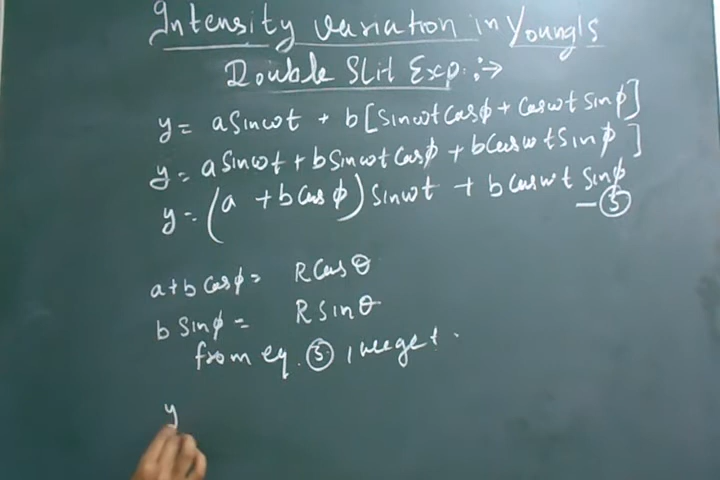 Intensity variation in Young's
Double Slit Exp. :→
y = a Sinωt + b[Sinωt Cosϕ + Cosωt Sinϕ]
y = a Sinωt + b Sinωt Cosϕ + b Cosωt Sinϕ]
y = (a + b Cosϕ) Sinωt + b Cosωt Sinϕ
— ⑤
a+b Cosϕ = R Cosθ
b Sinϕ = R Sinθ
from eq. ⑤, we get.
y